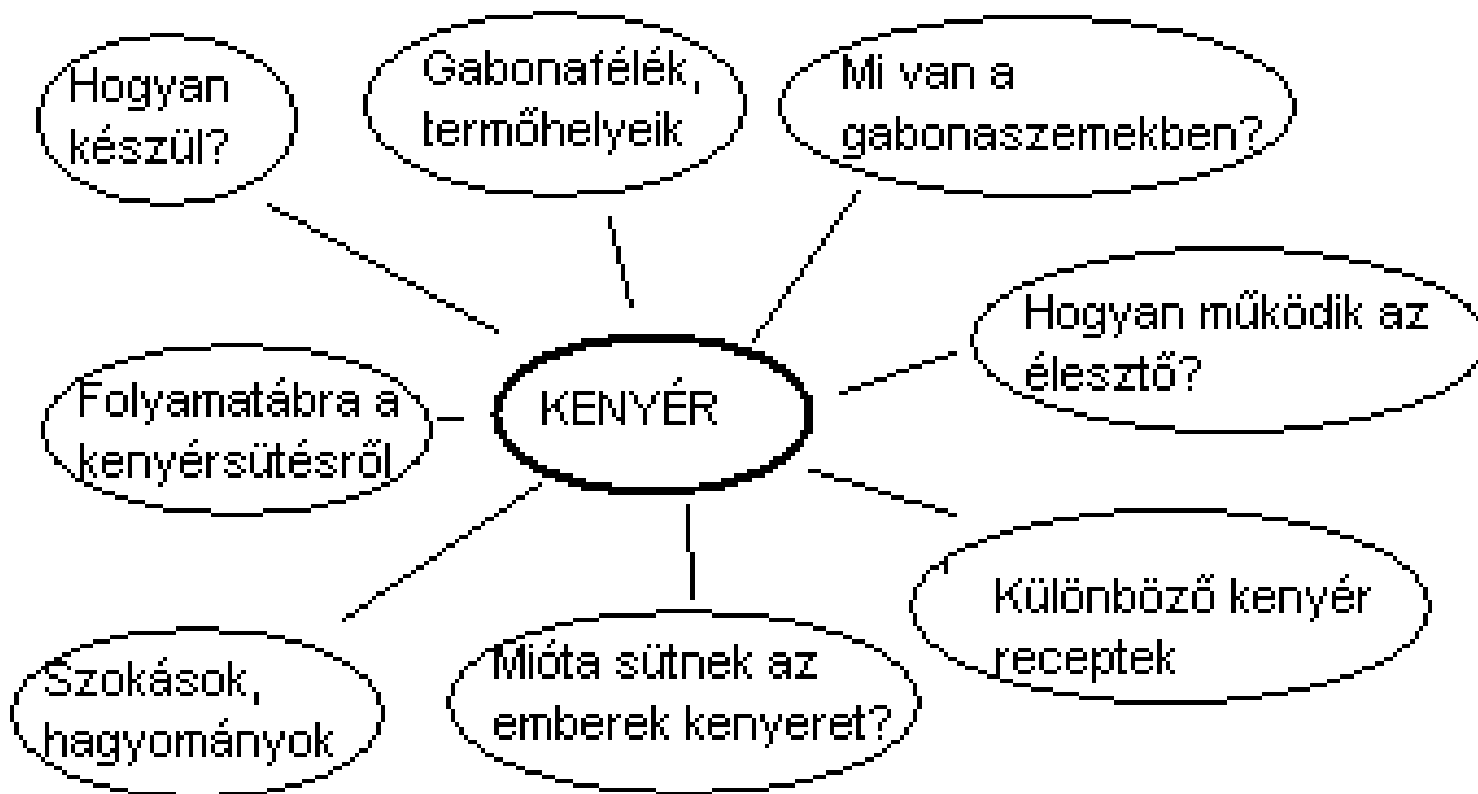 Hogyan
készül?
Gabonafélék,
termőhelyeik
Mi van a
gabonaszemekben?
Hogyan működik az
élesztő?
Folyamatábra a
kenyérsütésről
KENYÉR
Különböző kenyér
receptek
Szokások,
hagyományok
Mióta sütnek az
emberek kenyeret?